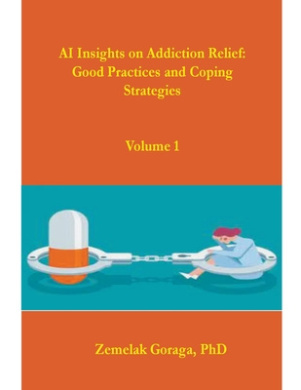 AI Insights on Addiction Relief:
Good Practices and Coping
Strategies
Volume 1
Zemelak Goraga, PhD